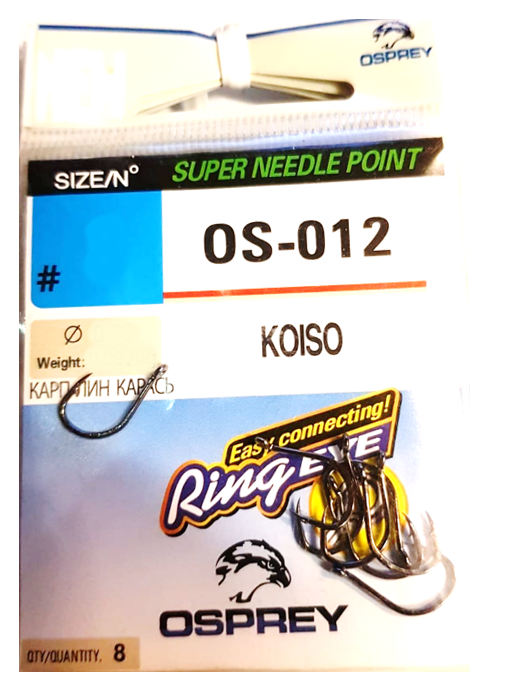 OSPREY
SIZE/N° SUPER NEEDLE POINT
#
OS-012
Ø
Weight:
KOISO
КАРП ЛИН КАРАСЬ
Easy connecting!
Ring EYE
OSPREY
QTY/QUANTITY. 8